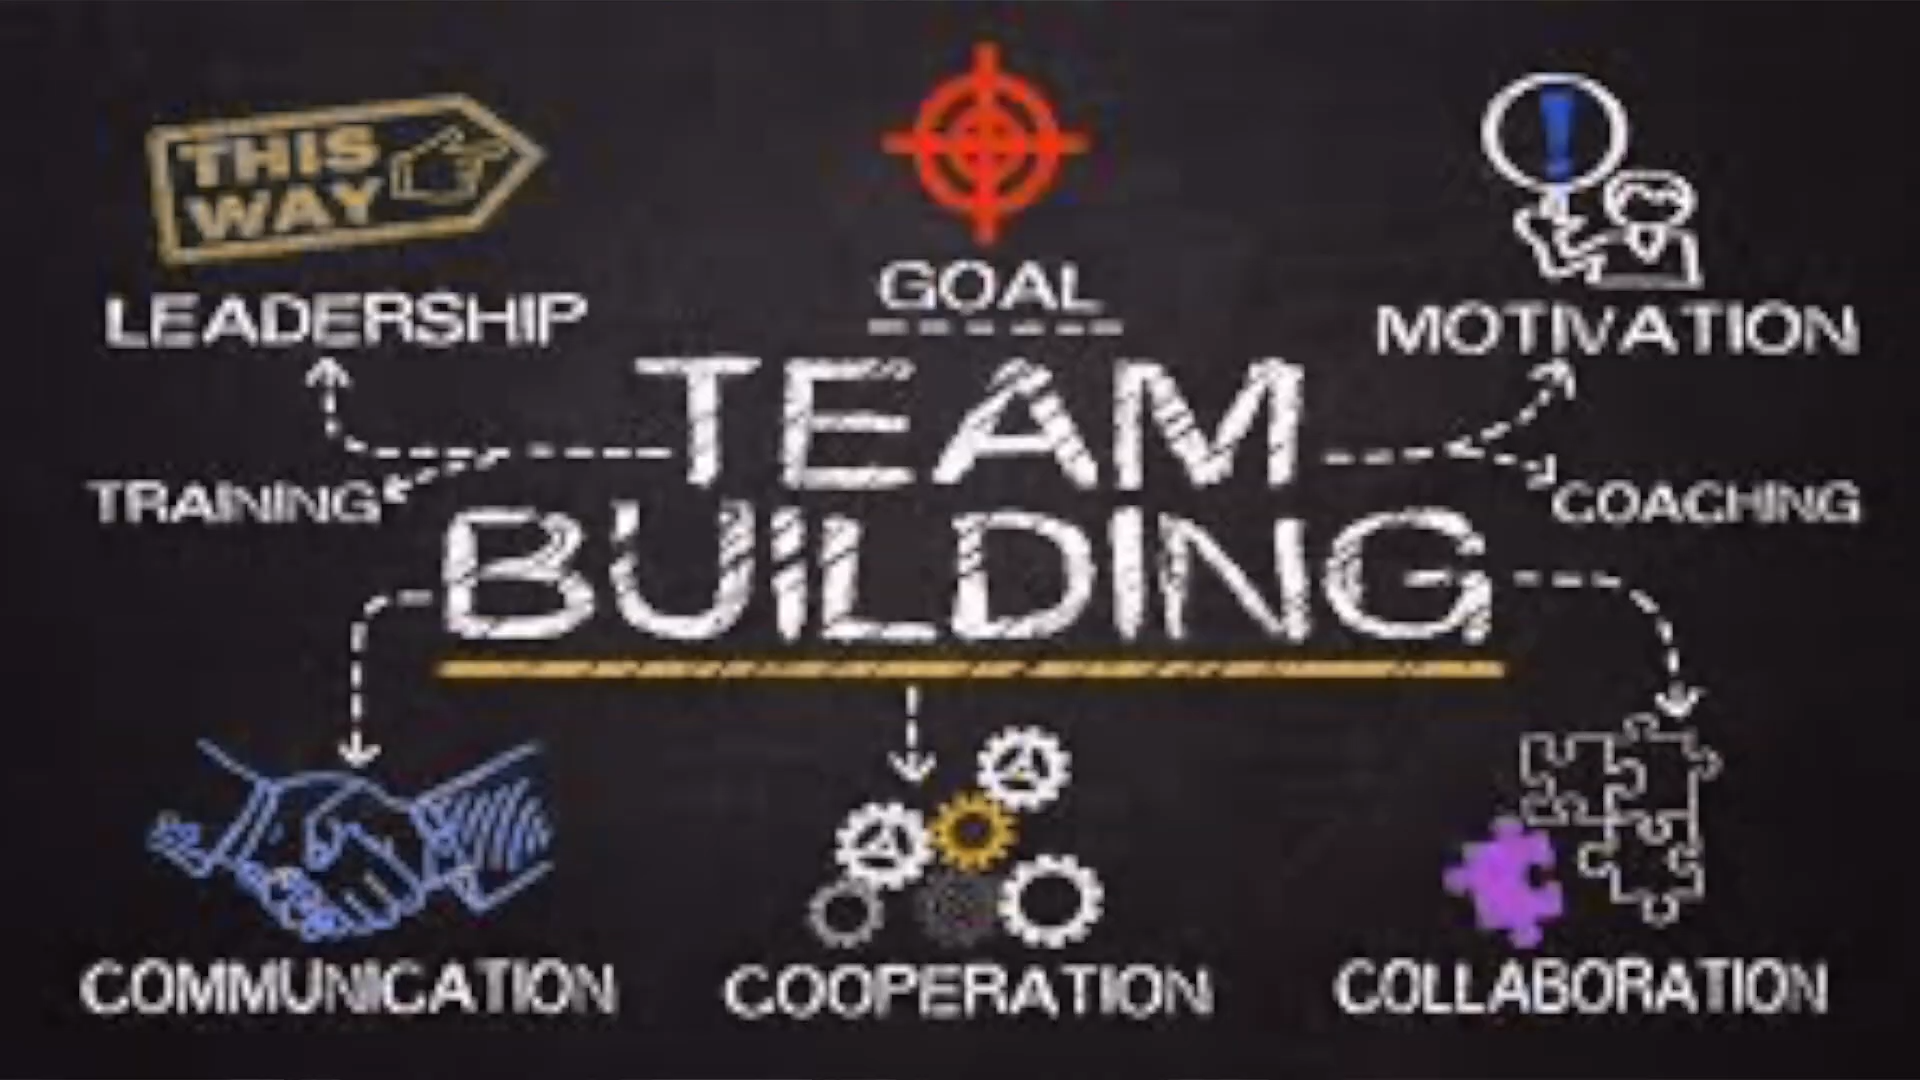 THIS
WAY
LEADERSHIP
GOAL
MOTIVATION
TEAM
TRAINING
COACHING
BUILDING
COMMUNICATION
COOPERATION
COLLABORATION